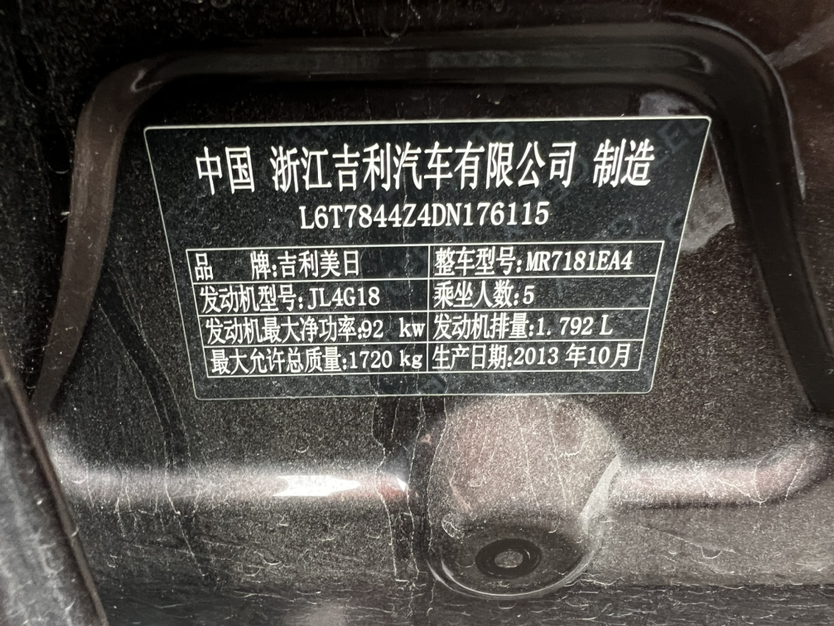 中国 浙江吉利汽车有限公司 制造
L6T7844Z4DN176115
品 牌:吉利美日 整车型号:MR7181EA4
发动机型号:JL4G18 乘坐人数:5
发动机最大净功率:92 kw 发动机排量:1.792 L
最大允许总质量:1720 kg 生产日期:2013 年10月